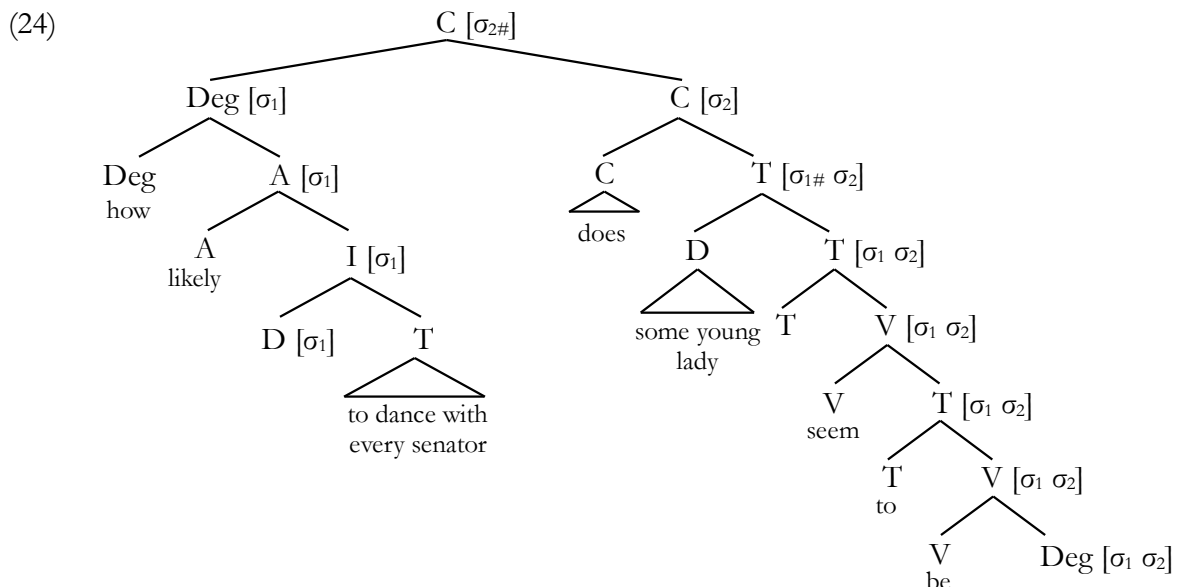 (24)
C [σ2#]
Deg [σ1] C [σ2]
Deg A [σ1] C T [σ1# σ2]
how does
A I [σ1] D T [σ1 σ2]
likely
D [σ1] T some young T V [σ1 σ2]
lady
to dance with V T [σ1 σ2]
every senator seem
T V [σ1 σ2]
to
V Deg [σ1 σ2]
be